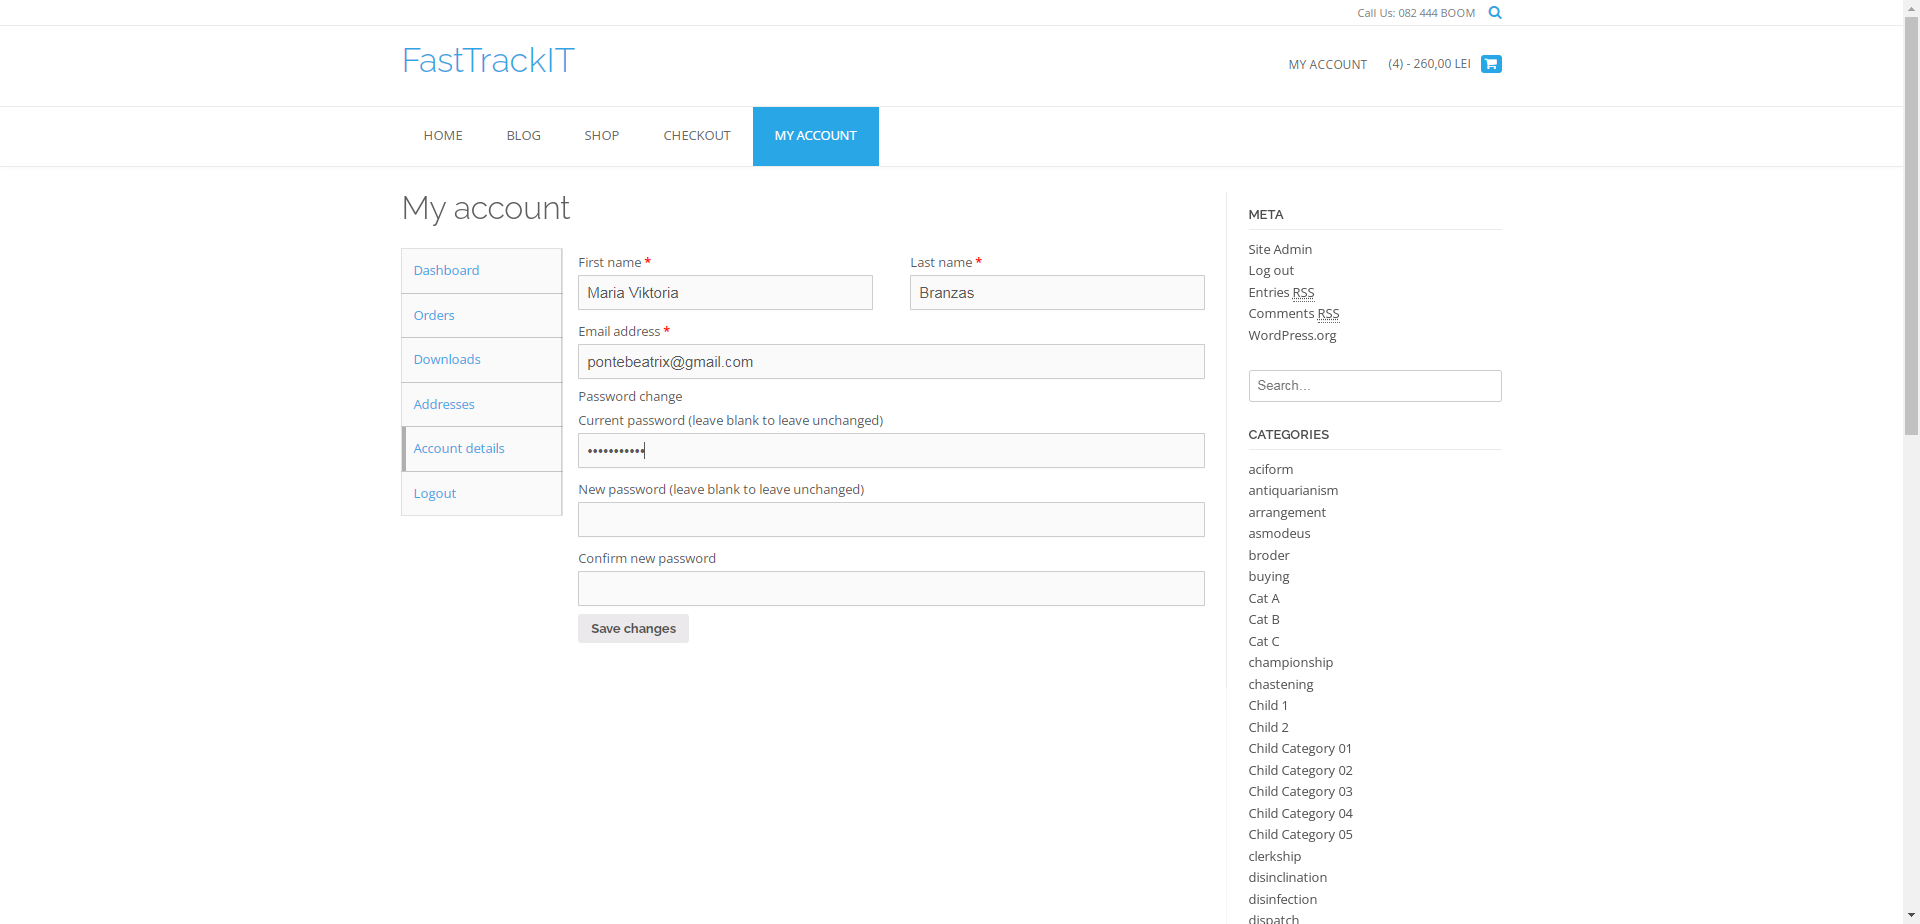 Call Us: 082 444 BOOM
FastTrackIT
MY ACCOUNT (4) - 260,00 LEI
HOME BLOG SHOP CHECKOUT MY ACCOUNT
My account
Dashboard
Orders
Downloads
Addresses
Account details
Logout
First name * Last name *
Maria Viktoria Branzas
Email address *
pontebeatrix@gmail.com
Password change
Current password (leave blank to leave unchanged)
•••••••••••
New password (leave blank to leave unchanged)
Confirm new password
Save changes
META
Site Admin
Log out
Entries RSS
Comments RSS
WordPress.org
Search...
CATEGORIES
aciform
antiquarianism
arrangement
asmodeus
broder
buying
Cat A
Cat B
Cat C
championship
chastening
Child 1
Child 2
Child Category 01
Child Category 02
Child Category 03
Child Category 04
Child Category 05
clerkship
disinclination
disinfection
dispatch